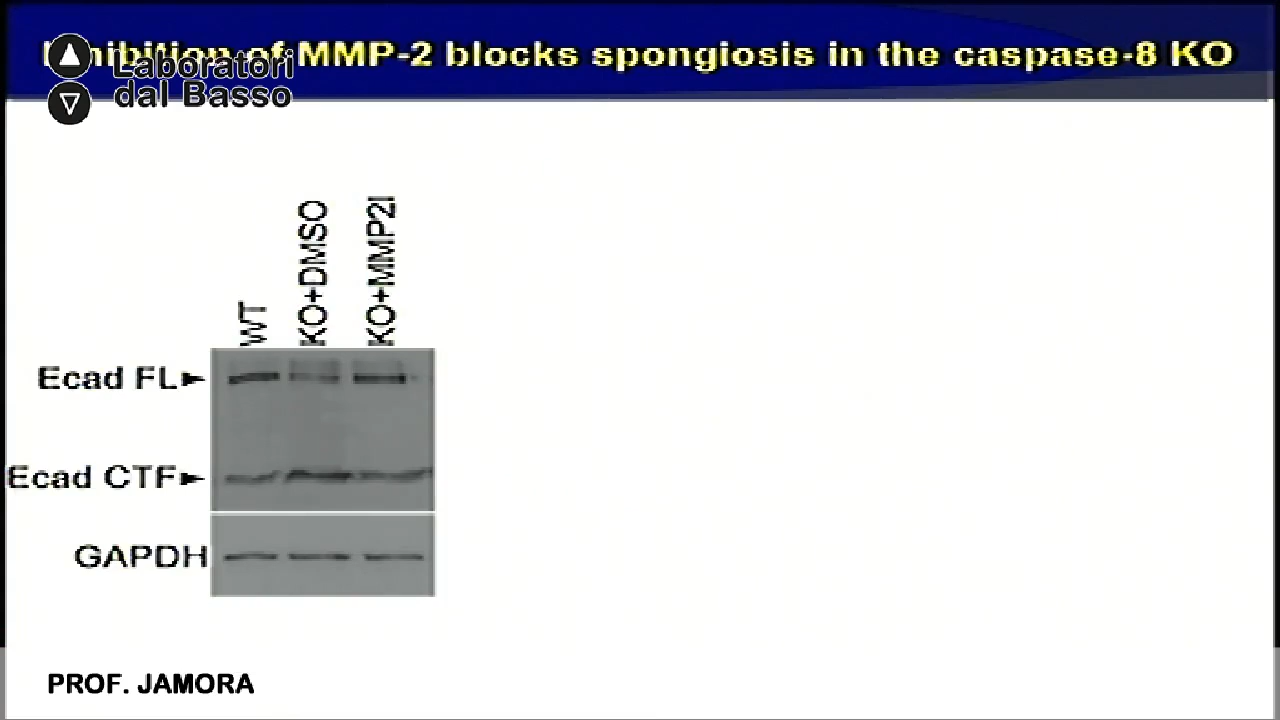 Inhibition of MMP-2 blocks spongiosis in the caspase-8 KO
Laboratori
dal Basso
WT
KO+DMSO
KO+MMP2I
Ecad FL
Ecad CTF
GAPDH
PROF. JAMORA